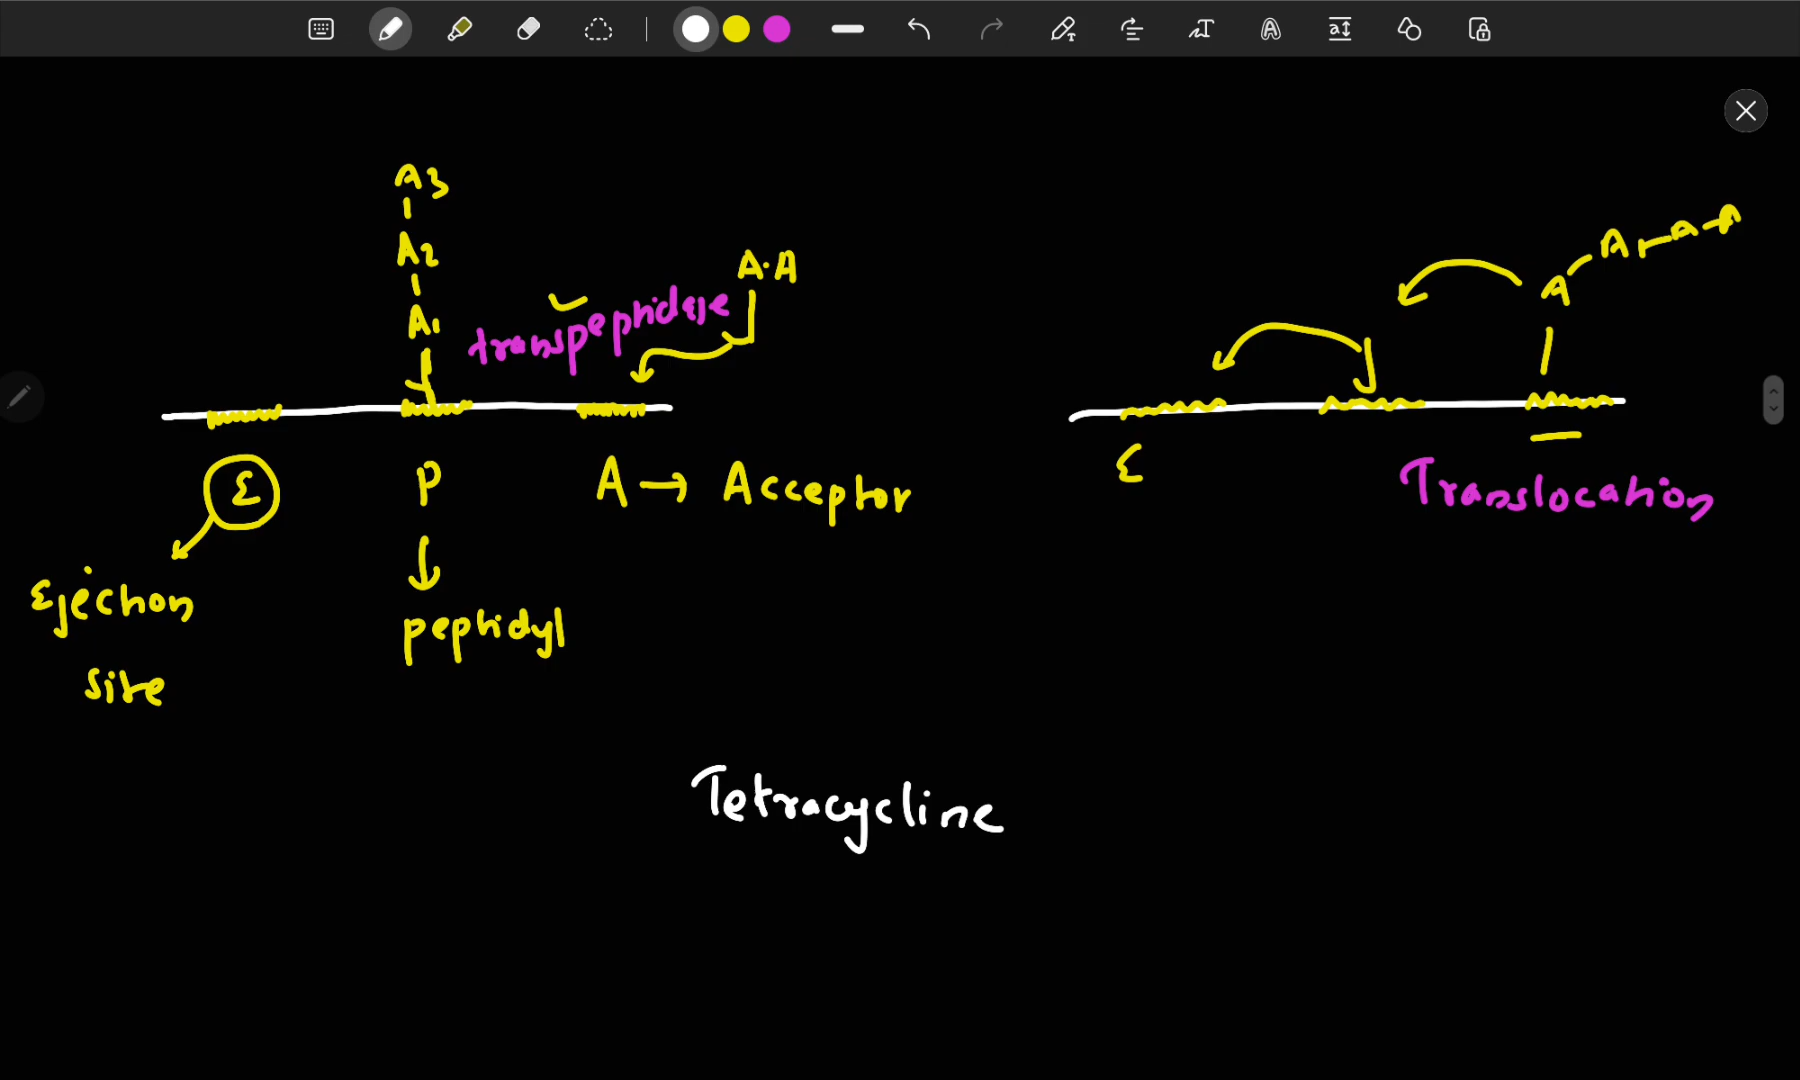 A3
A2
A1
A.A
transpeptidase
E
P
A → Acceptor
Ejection
site
peptidyl
A
A
A
A
E
Translocation
Tetracycline